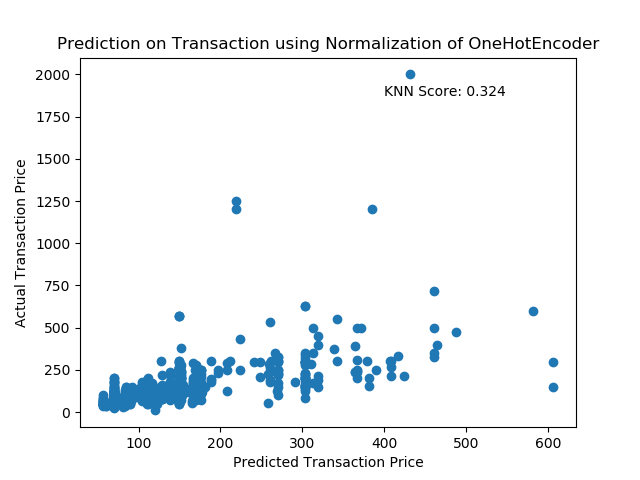 Prediction on Transaction using Normalization of OneHotEncoder
2000
KNN Score: 0.324
1750
1500
1250
1000
750
500
250
0
Actual Transaction Price
100 200 300 400 500 600
Predicted Transaction Price